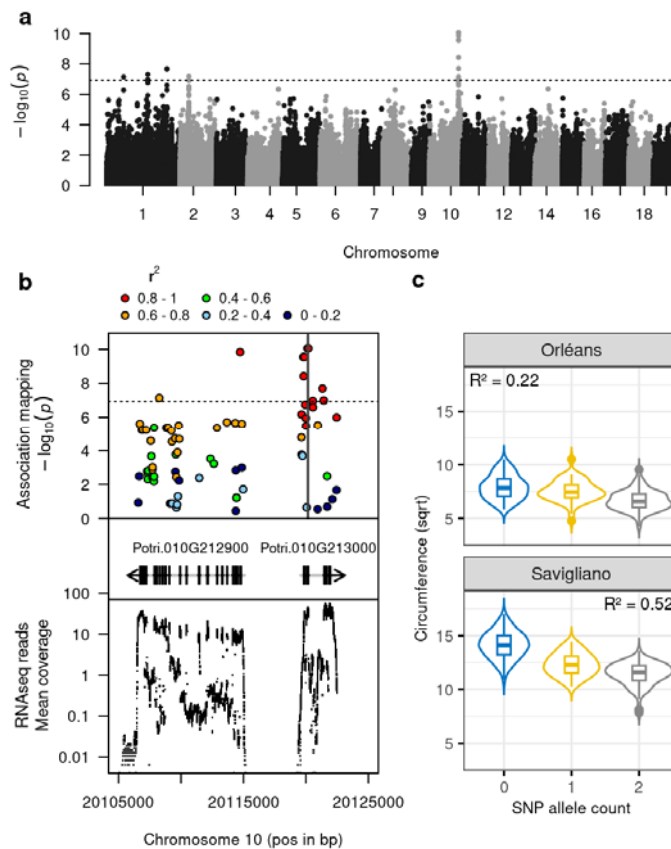 a
10
8
6
4
2
0
− log10(p)
1 2 3 4 5 6 7 9 10 12 14 16 18
Chromosome
b
r²
0.8 - 1
0.4 - 0.6
0.6 - 0.8
0.2 - 0.4
0 - 0.2
10
8
6
4
2
0
Association mapping
− log10(p)
Potri.010G212900 Potri.010G213000
100
10
1
0.1
0.01
RNAseq reads
Mean coverage
20105000 20115000 20125000
Chromosome 10 (pos in bp)
c
Orléans
R² = 0.22
15
10
5
Savigliano
R² = 0.52
15
10
5
Circumference (sqrt)
0 1 2
SNP allele count